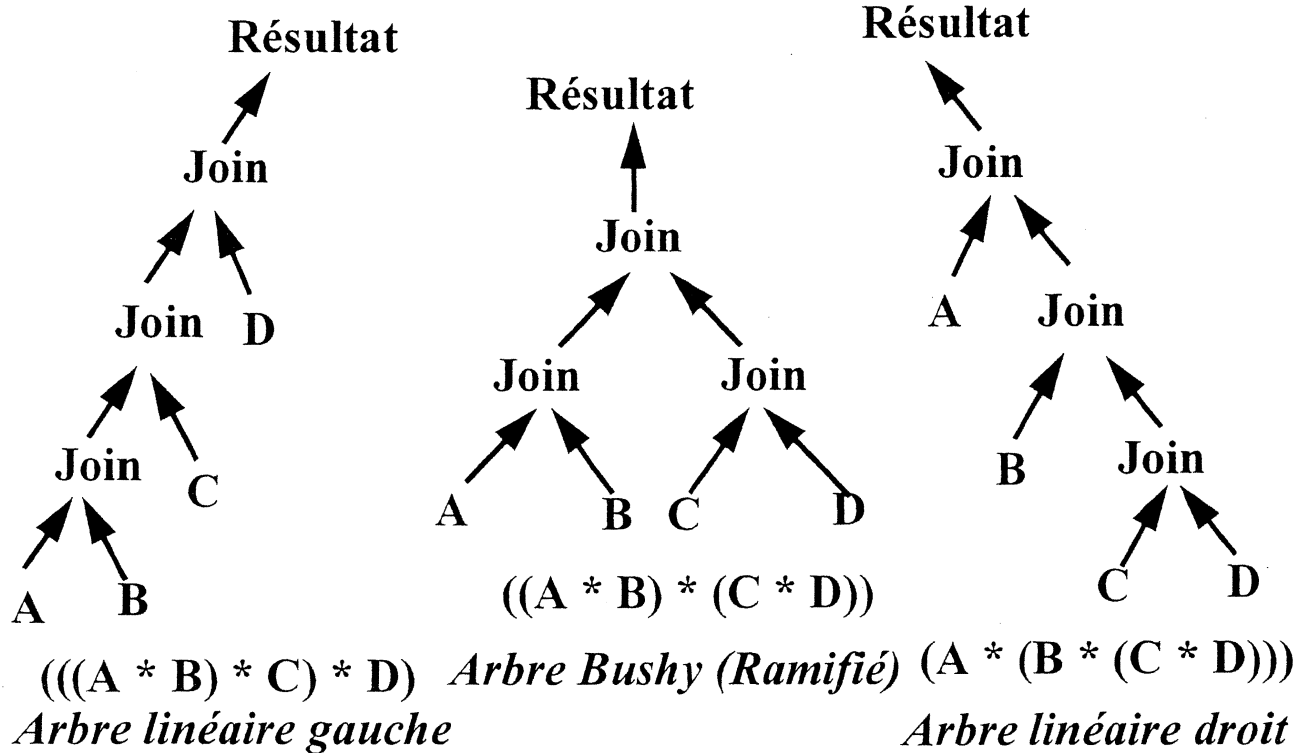 Résultat
Join
Join D
Join C
A B
(((A * B) * C) * D)
Arbre linéaire gauche
Résultat
Join
Join Join
A B C D
((A * B) * (C * D))
Arbre Bushy (Ramifié)
Résultat
Join
A Join
B Join
C D
(A * (B * (C * D)))
Arbre linéaire droit